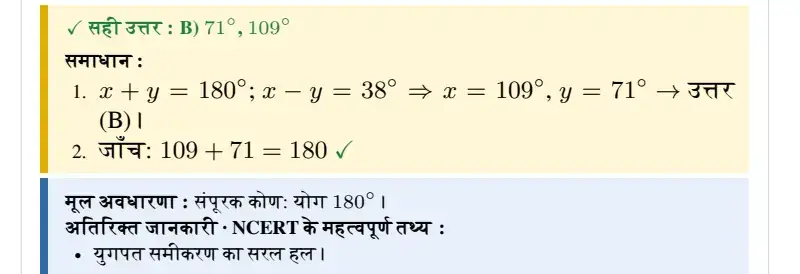 ✓ सही उत्तर : B) 71°, 109°
समाधान :
1. x + y = 180°; x − y = 38° ⇒ x = 109°, y = 71° → उत्तर
(B)।
2. जाँच: 109 + 71 = 180 ✓
मूल अवधारणा : संपूरक कोण: योग 180°।
अतिरिक्त जानकारी · NCERT के महत्वपूर्ण तथ्य :
• युगपत समीकरण का सरल हल।